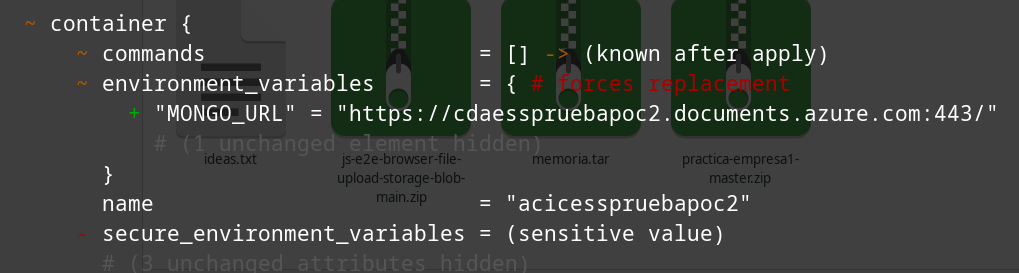 ~ container {
~ commands = [] -> (known after apply)
~ environment_variables = { # forces replacement
+ "MONGO_URL" = "https://cdaesspruebapoc2.documents.azure.com:443/"
# (1 unchanged element hidden)
ideas.txt
js-e2e-browser-file-
upload-storage-blob-
main.zip
memoria.tar
practica-empresa1-
master.zip
}
name = "acicesspruebapoc2"
- secure_environment_variables = (sensitive value)
# (3 unchanged attributes hidden)